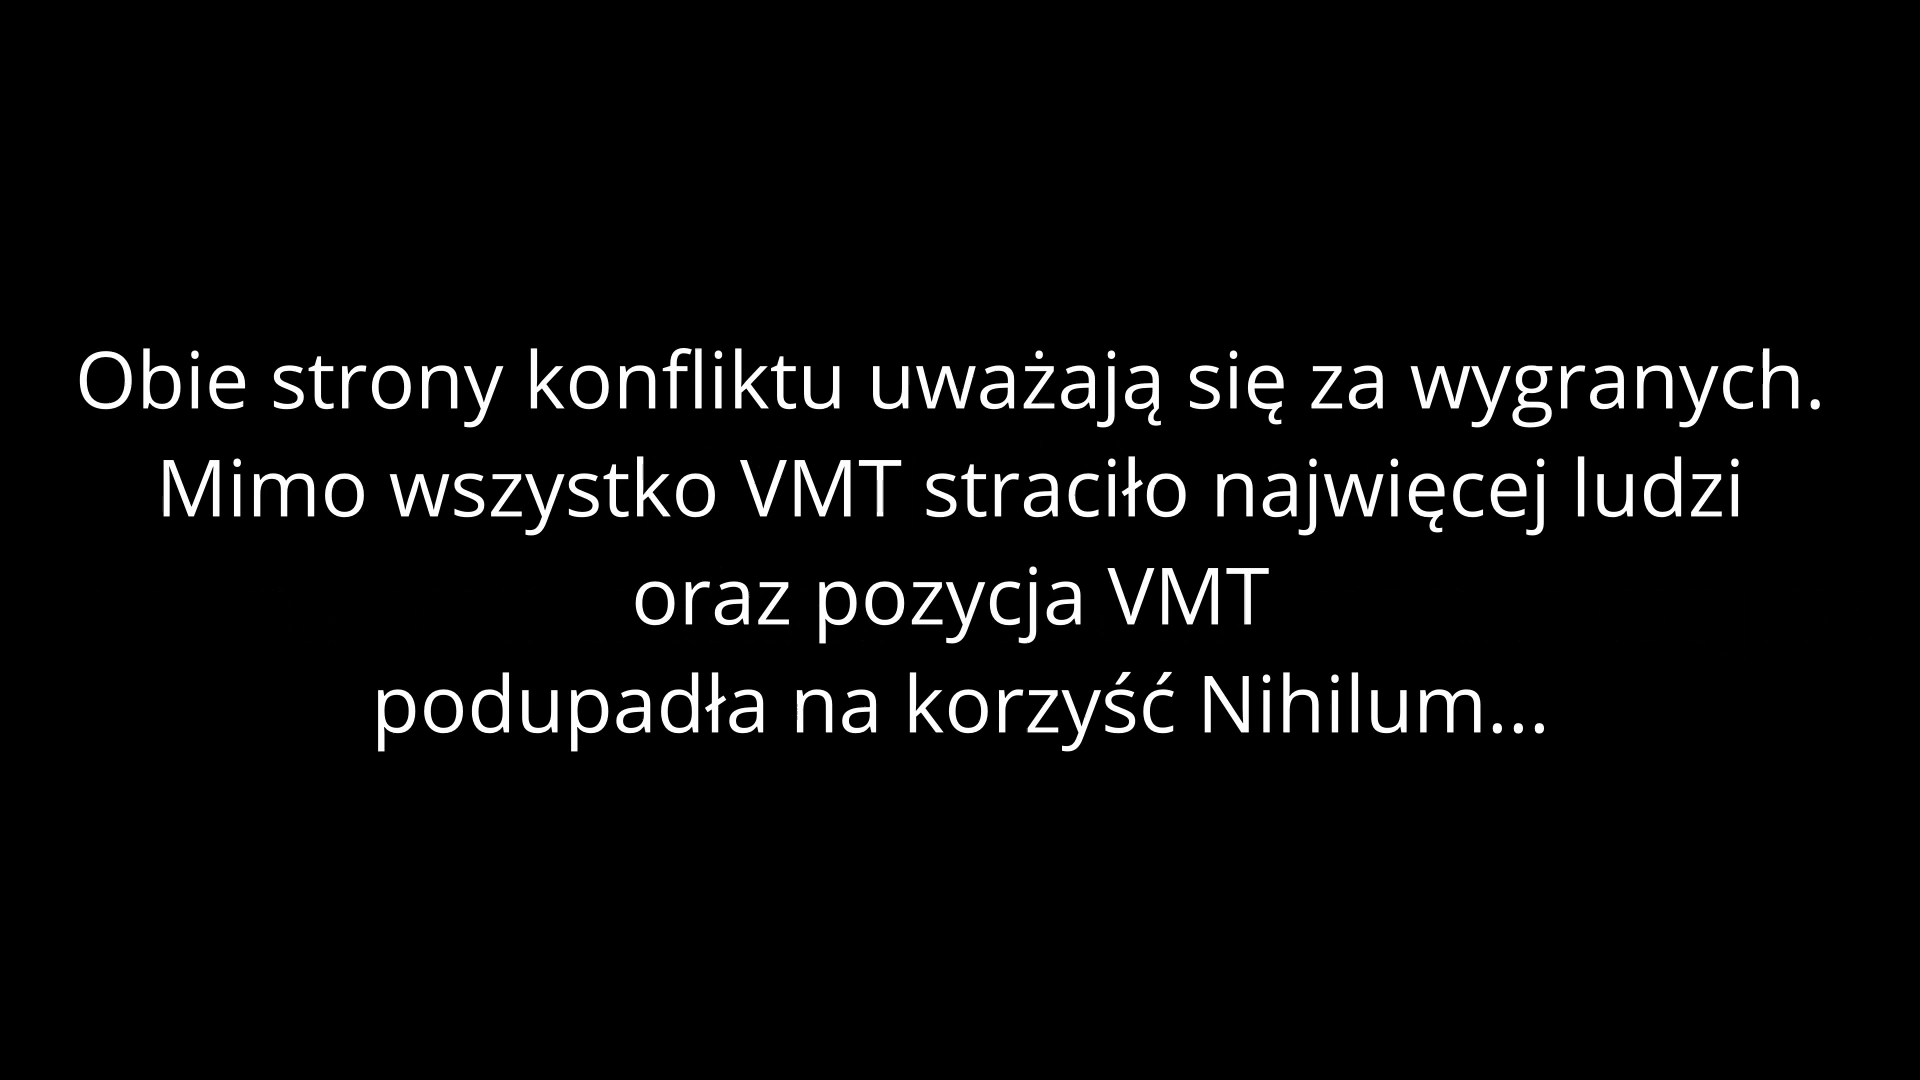 Obie strony konfliktu uważają się za wygranych.
Mimo wszystko VMT straciło najwięcej ludzi
oraz pozycja VMT
podupadła na korzyść Nihilum...